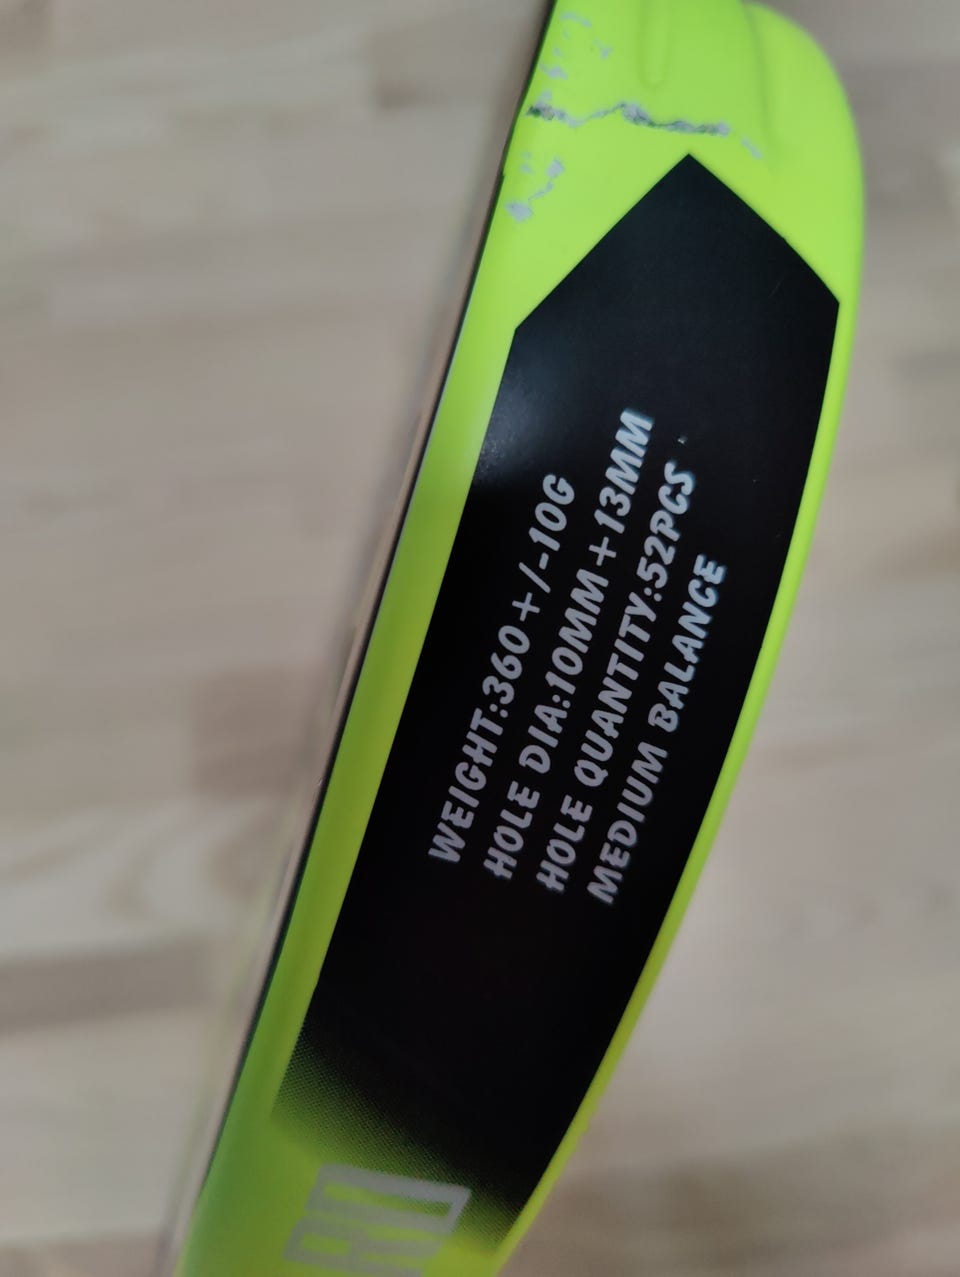 WEIGHT:360+/-10G
HOLE DIA:10MM+13MM
HOLE QUANTITY:52PCS
MEDIUM BALANCE